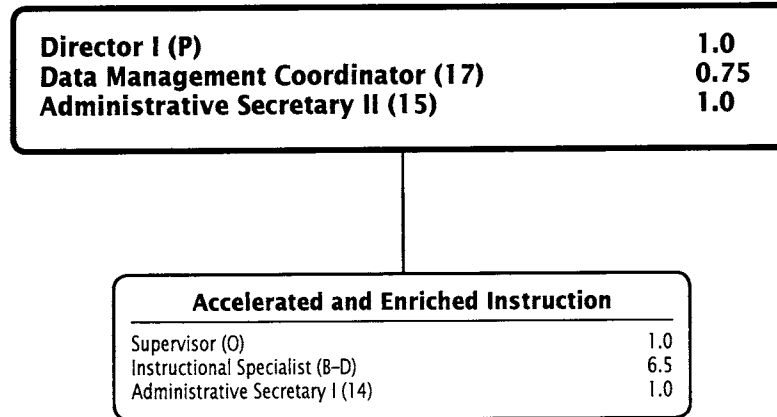 Director I (P) 1.0
Data Management Coordinator (17) 0.75
Administrative Secretary II (15) 1.0
Accelerated and Enriched Instruction
Supervisor (O) 1.0
Instructional Specialist (B–D) 6.5
Administrative Secretary I (14) 1.0